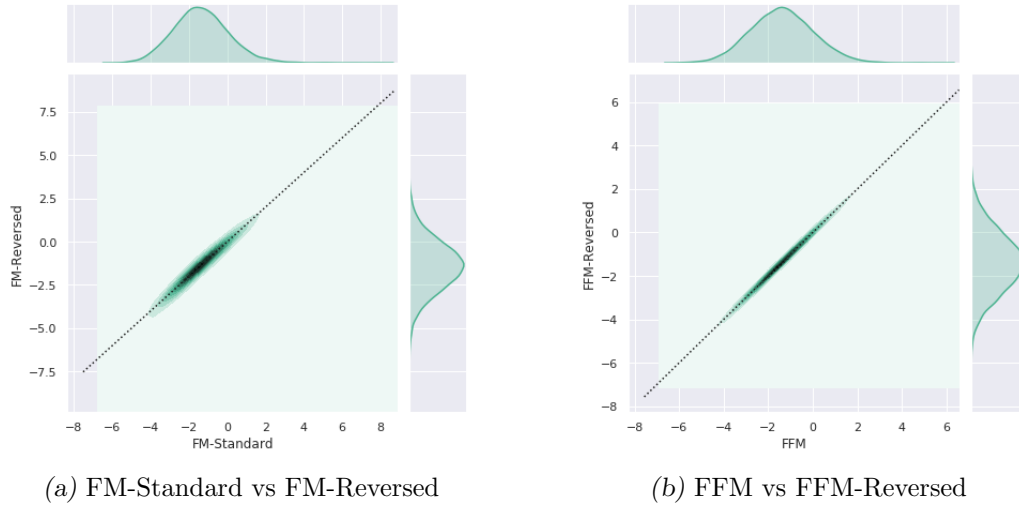 7.5
5.0
2.5
0.0
−2.5
−5.0
−7.5
FM-Reversed
−8 −6 −4 −2 0 2 4 6 8
FM-Standard
(a) FM-Standard vs FM-Reversed
6
4
2
0
−2
−4
−6
−8
FFM-Reversed
−8 −6 −4 −2 0 2 4 6
FFM
(b) FFM vs FFM-Reversed